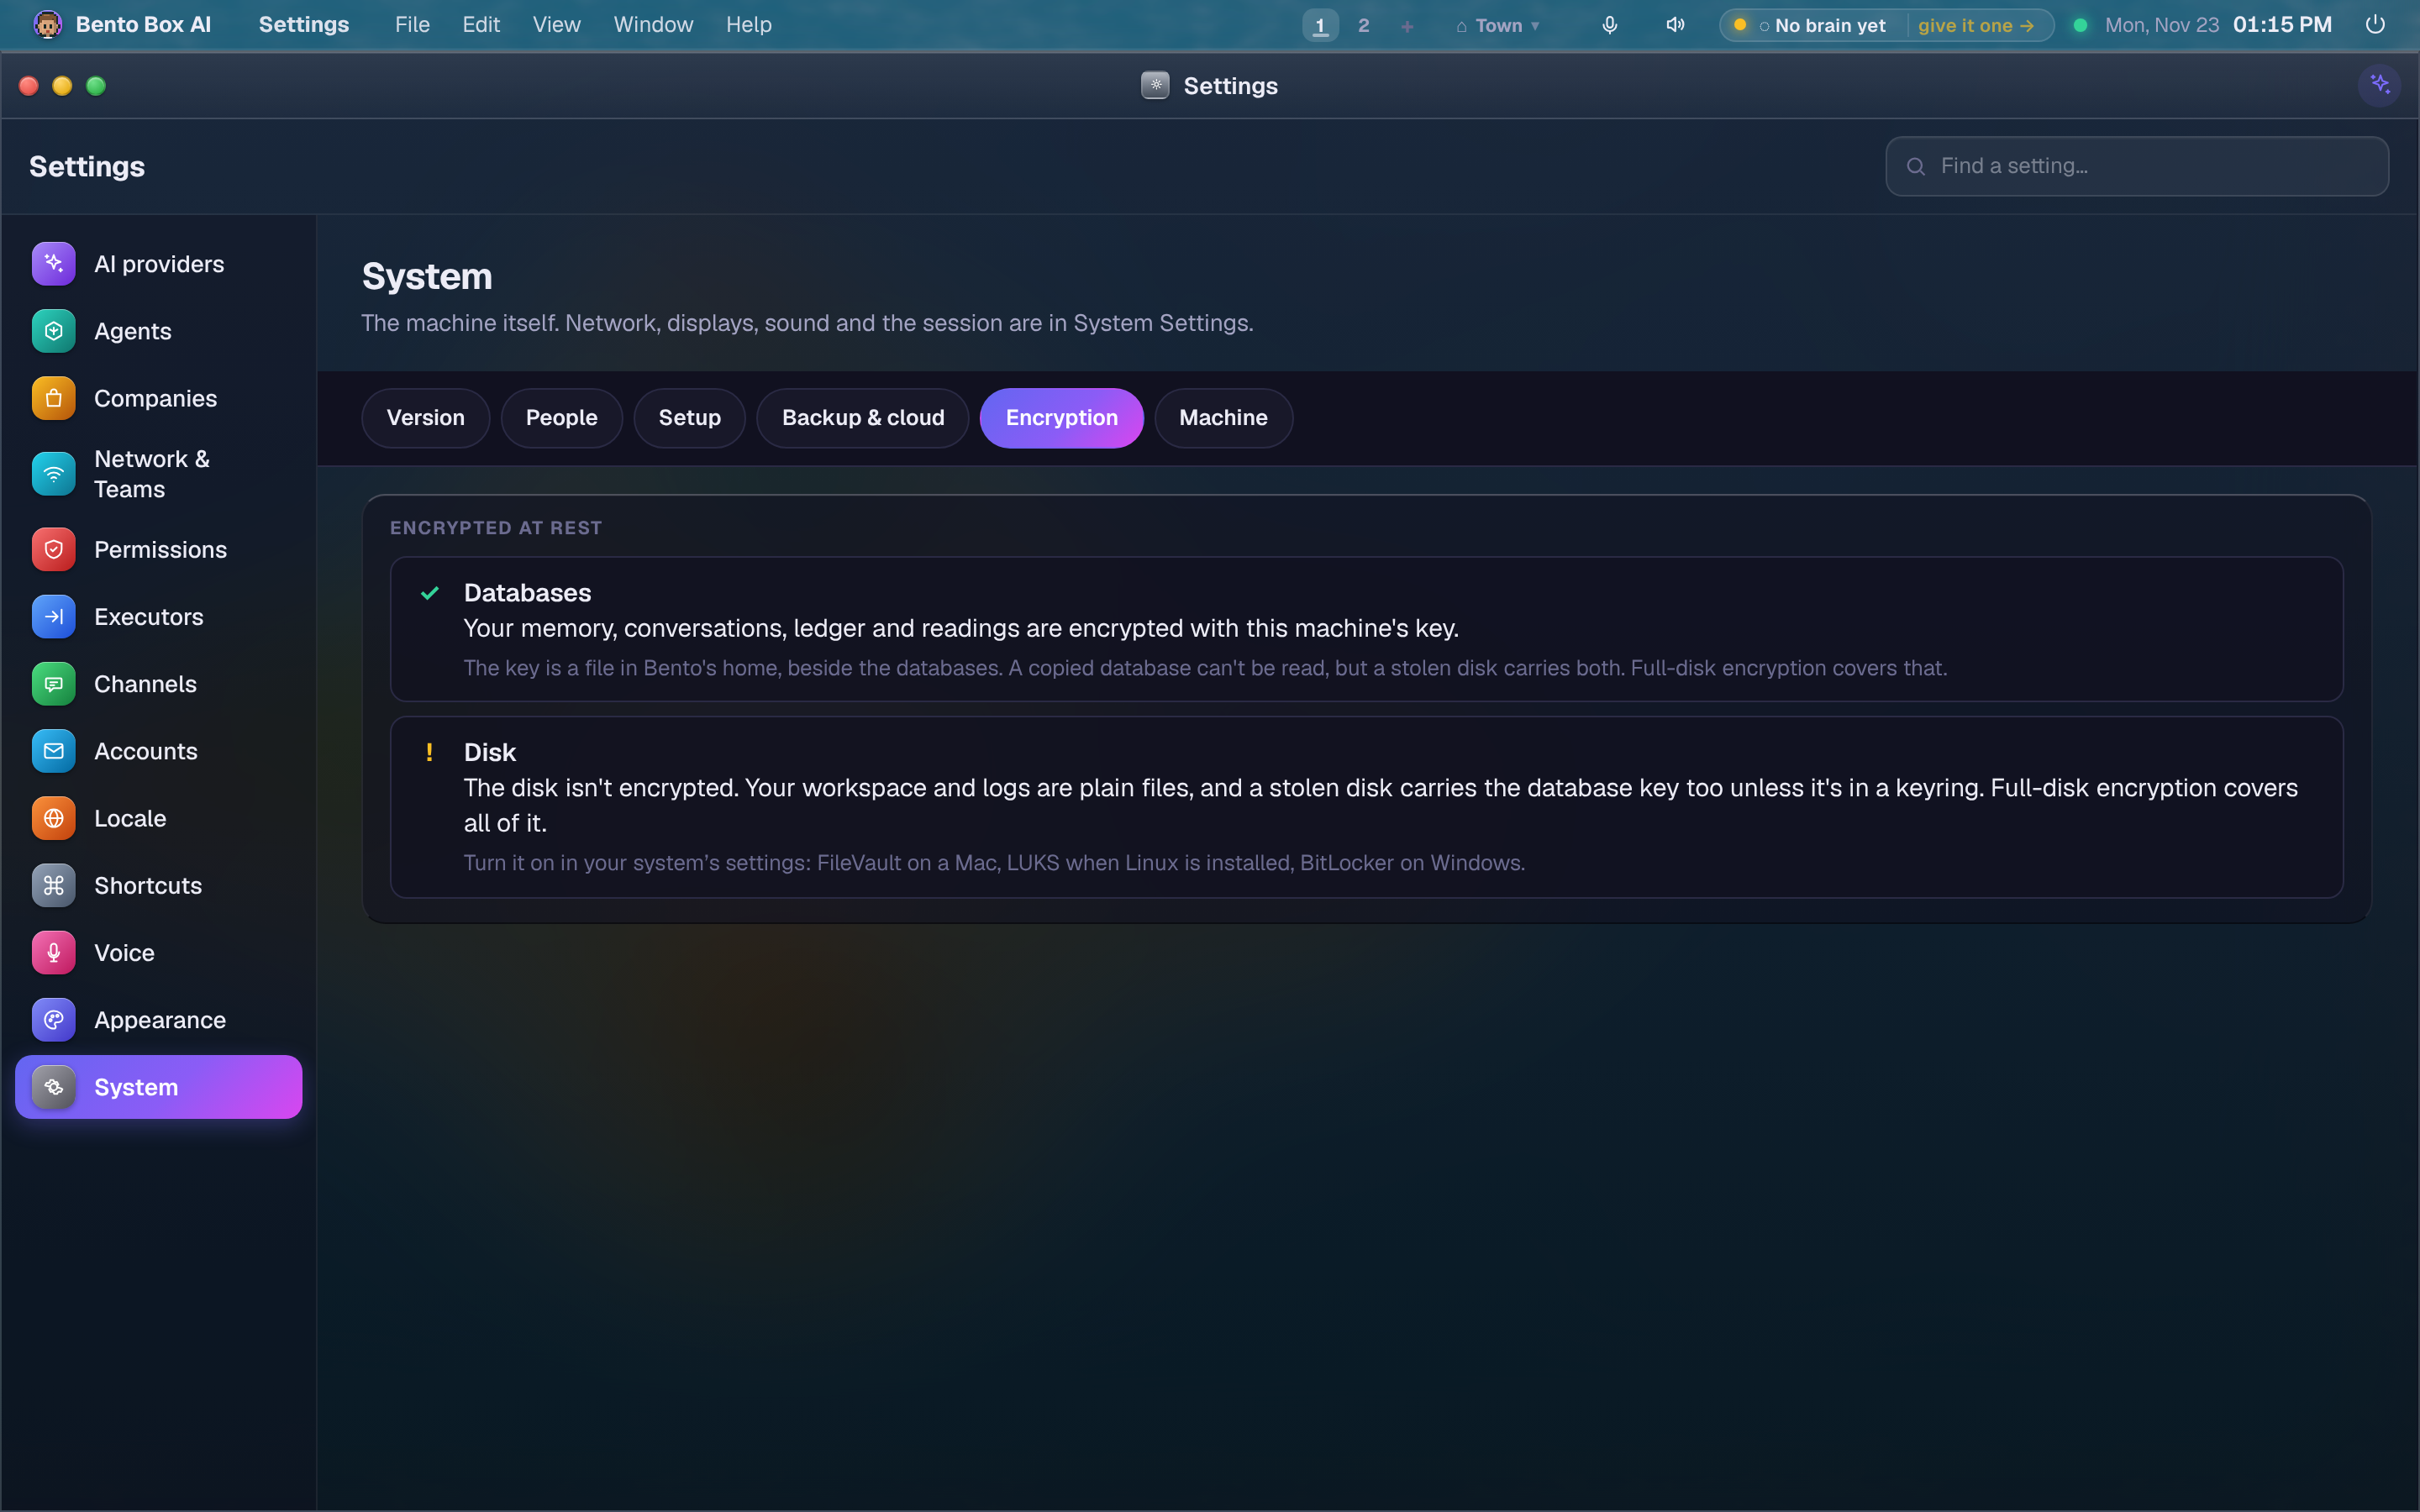 Bento Box AI Settings File Edit View Window Help 1 2 + Town No brain yet give it one → Mon, Nov 23 01:15 PM
Settings
Settings
Find a setting...
AI providers
Agents
Companies
Network &
Teams
Permissions
Executors
Channels
Accounts
Locale
Shortcuts
Voice
Appearance
System
System
The machine itself. Network, displays, sound and the session are in System Settings.
Version People Setup Backup & cloud Encryption Machine
ENCRYPTED AT REST
Databases
Your memory, conversations, ledger and readings are encrypted with this machine's key.
The key is a file in Bento's home, beside the databases. A copied database can't be read, but a stolen disk carries both. Full-disk encryption covers that.
! Disk
The disk isn't encrypted. Your workspace and logs are plain files, and a stolen disk carries the database key too unless it's in a keyring. Full-disk encryption covers
all of it.
Turn it on in your system’s settings: FileVault on a Mac, LUKS when Linux is installed, BitLocker on Windows.